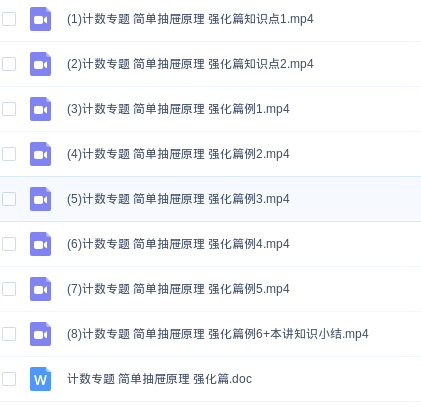 (1)计数专题 简单抽屉原理 强化篇知识点1.mp4
(2)计数专题 简单抽屉原理 强化篇知识点2.mp4
(3)计数专题 简单抽屉原理 强化篇例1.mp4
(4)计数专题 简单抽屉原理 强化篇例2.mp4
(5)计数专题 简单抽屉原理 强化篇例3.mp4
(6)计数专题 简单抽屉原理 强化篇例4.mp4
(7)计数专题 简单抽屉原理 强化篇例5.mp4
(8)计数专题 简单抽屉原理 强化篇例6+本讲知识小结.mp4
W 计数专题 简单抽屉原理 强化篇.doc